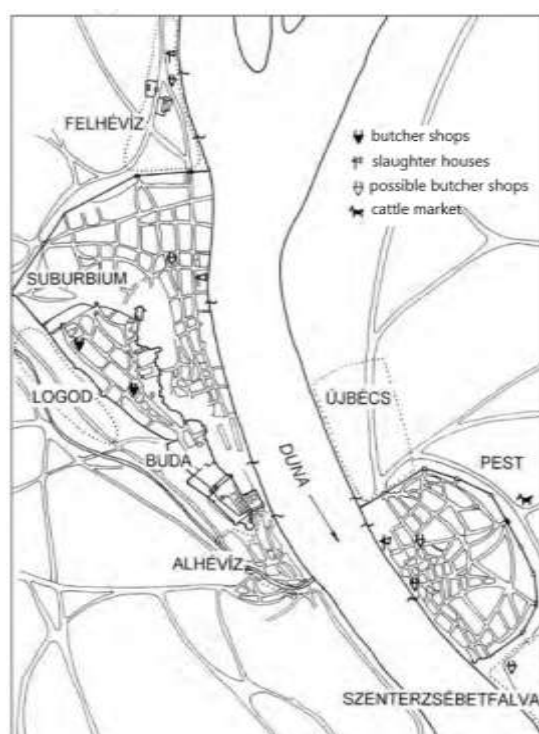 FELHÉVÍZ
butcher shops
slaughter houses
possible butcher shops
cattle market
SUBURBIUM
LOGOD
ÚJBÉCS
BUDA
DUNA
PEST
ALHÉVÍZ
SZENTERZSÉBETFALVA